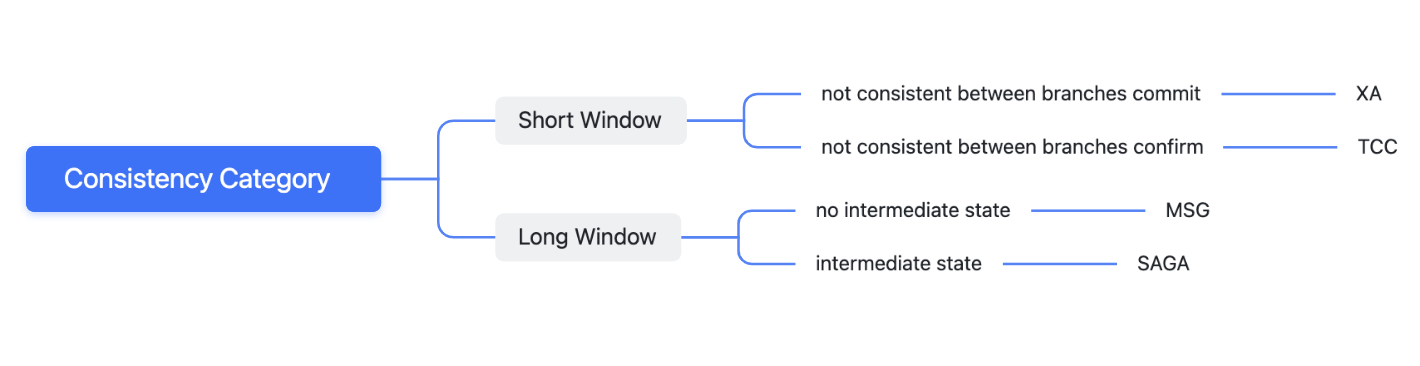 Consistency Category
Short Window
not consistent between branches commit
XA
not consistent between branches confirm
TCC
Long Window
no intermediate state
MSG
intermediate state
SAGA